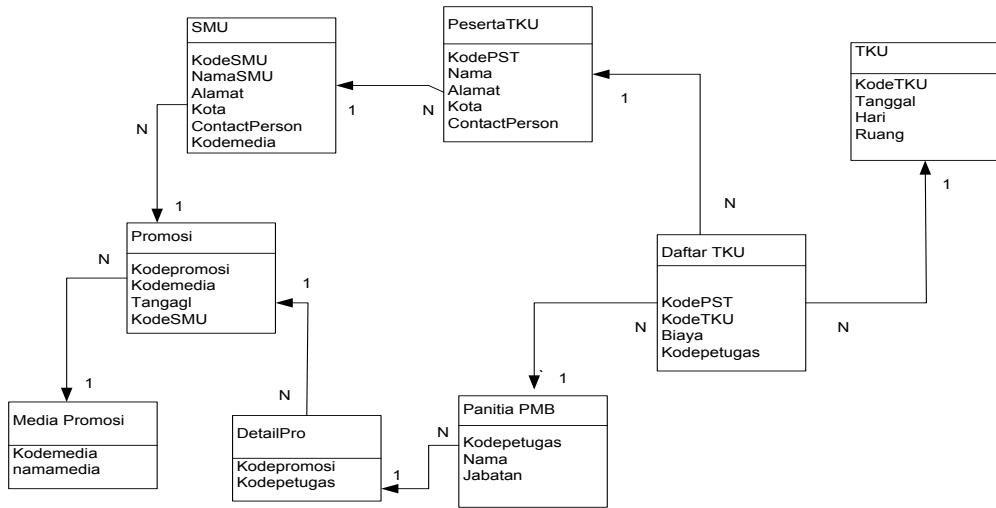 SMU
KodeSMU
NamaSMU
Alamat
Kota
ContactPerson
Kodemedia
PesertaTKU
KodePST
Nama
Alamat
Kota
ContactPerson
TKU
KodeTKU
Tanggal
Hari
Ruang
1
N
1
N
1
N
1
Promosi
Kodepromosi
Kodemedia
Tangagl
KodeSMU
N
1
Daftar TKU
KodePST
KodeTKU
Biaya
Kodepetugas
N
N
` 1
1
N
Media Promosi
Kodemedia
namamedia
DetailPro
Kodepromosi
Kodepetugas
N
1
Panitia PMB
Kodepetugas
Nama
Jabatan